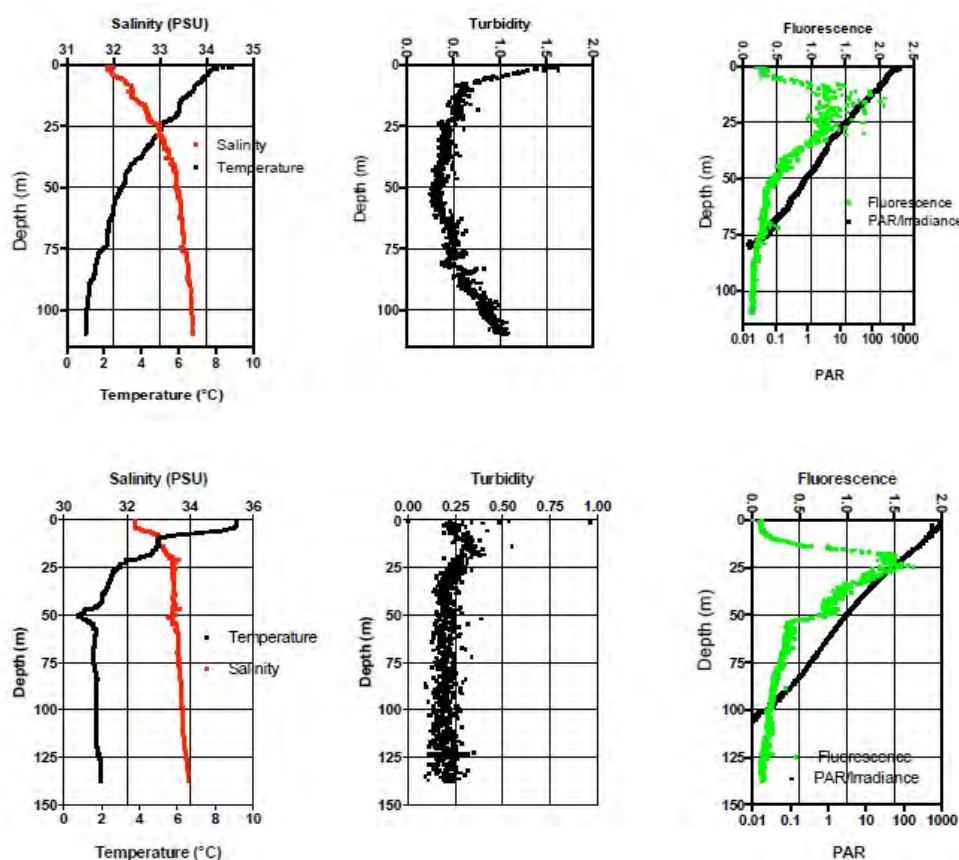 Salinity (PSU)
31 32 33 34 35
0
25
50
75
100
Depth (m)
Salinity
Temperature
0 2 4 6 8 10
Temperature (°C)
Turbidity
0.0 0.5 1.0 1.5 2.0
0
25
50
75
100
Depth (m)
Fluorescence
0.0 0.5 1.0 1.5 2.0 2.5
0
25
50
75
100
Depth (m)
Fluorescence
PAR/Irradiance
0.01 0.1 1 10 100 1000
PAR
Salinity (PSU)
30 32 34 36
0
25
50
75
100
125
150
Depth (m)
Temperature
Salinity
0 2 4 6 8 10
Temperature (°C)
Turbidity
0.00 0.25 0.50 0.75 1.00
0
25
50
75
100
125
150
Depth (m)
Fluorescence
0.0 0.5 1.0 1.5 2.0
0
25
50
75
100
125
150
Depth (m)
Fluorescence
PAR/Irradiance
0.01 0.1 1 10 100 1000
PAR